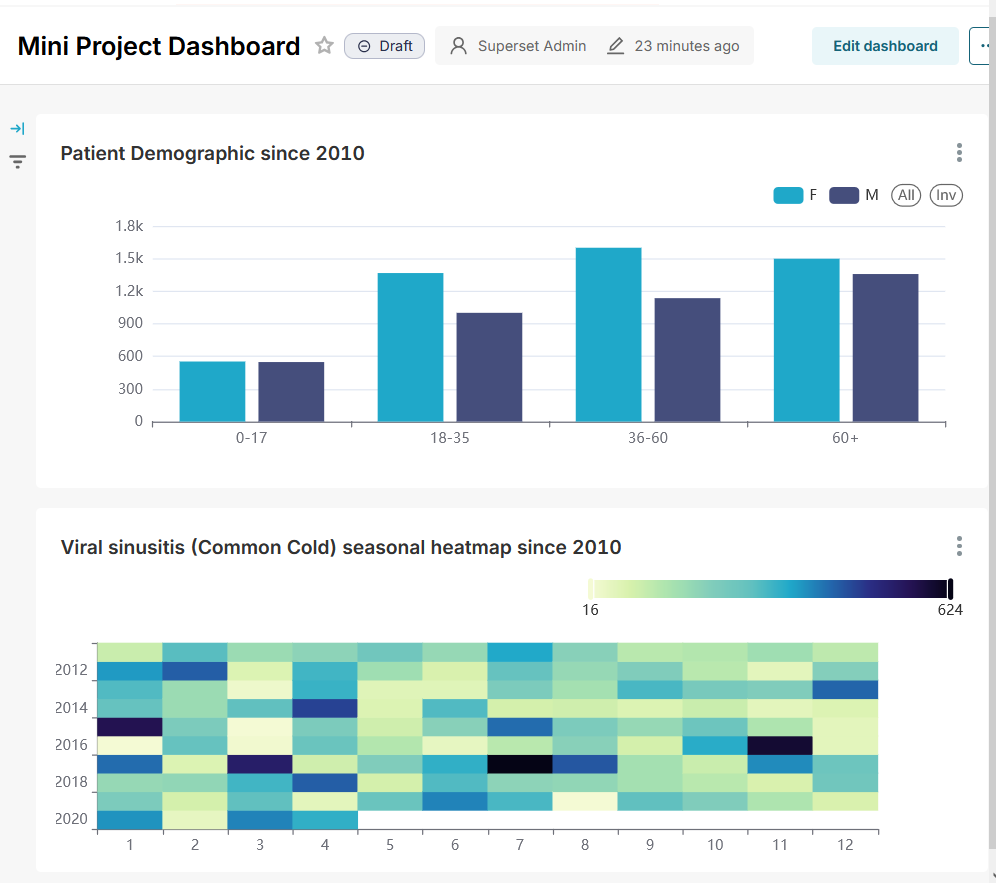 Mini Project Dashboard Draft Superset Admin 23 minutes ago Edit dashboard
Patient Demographic since 2010
F M All Inv
1.8k
1.5k
1.2k
900
600
300
0
0-17 18-35 36-60 60+
Viral sinusitis (Common Cold) seasonal heatmap since 2010
16 624
2012
2014
2016
2018
2020
1 2 3 4 5 6 7 8 9 10 11 12